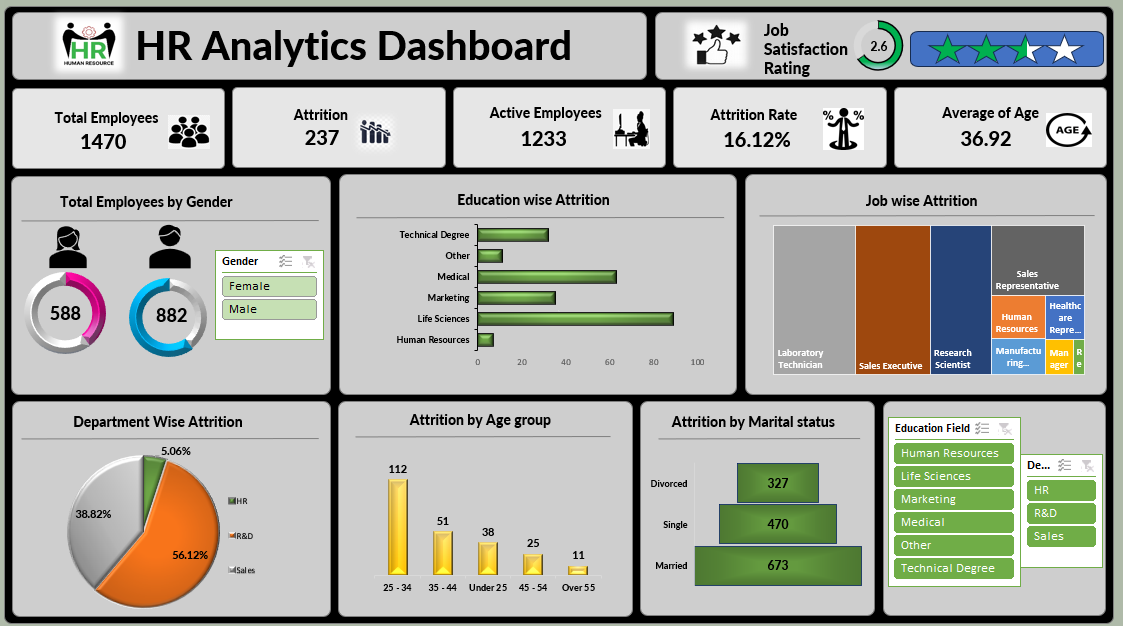 HR
HUMAN RESOURCE
HR Analytics Dashboard
Job
Satisfaction
Rating
2.6
Total Employees
1470
Attrition
237
Active Employees
1233
Attrition Rate
16.12%
% %
Average of Age
36.92
AGE
Total Employees by Gender
588
882
Gender
Female
Male
Education wise Attrition
Technical Degree
Other
Medical
Marketing
Life Sciences
Human Resources
0 20 40 60 80 100
Job wise Attrition
Laboratory
Technician
Sales Executive
Research
Scientist
Sales
Representative
Human
Resources
Healthc
are
Repre...
Manufactu
ring...
Man
ager
R
e
Department Wise Attrition
5.06%
38.82%
56.12%
HR
R&D
Sales
Attrition by Age group
112
51
38
25
11
25 - 34 35 - 44 Under 25 45 - 54 Over 55
Attrition by Marital status
Divorced 327
Single 470
Married 673
Education Field
Human Resources
Life Sciences
Marketing
Medical
Other
Technical Degree
De...
HR
R&D
Sales